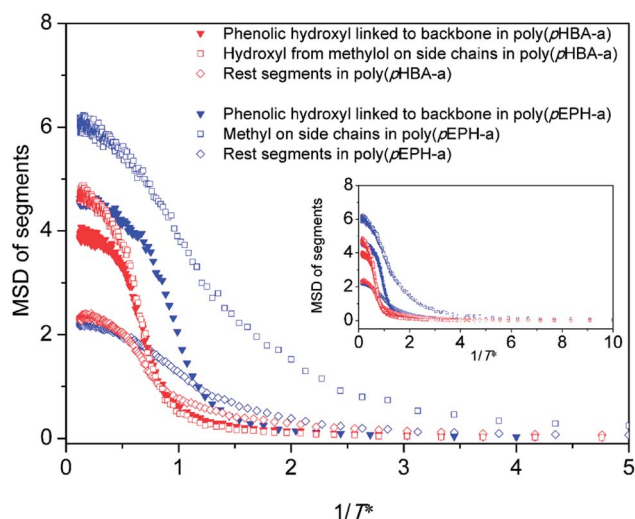 Phenolic hydroxyl linked to backbone in poly(pHBA-a)
Hydroxyl from methylol on side chains in poly(pHBA-a)
Rest segments in poly(pHBA-a)
Phenolic hydroxyl linked to backbone in poly(pEPH-a)
Methyl on side chains in poly(pEPH-a)
Rest segments in poly(pEPH-a)
MSD of segments
8
6
4
2
0
0 1 2 3 4 5
1/T*
MSD of segments
8
6
4
2
0
0 2 4 6 8 10
1/T*